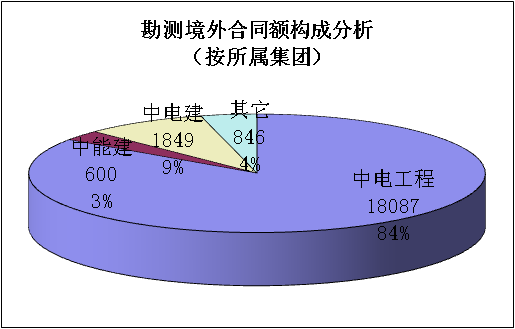 勘测境外合同额构成分析
（按所属集团）
中电建
1849
9%
其它
846
4%
中能建
600
3%
中电工程
18087
84%